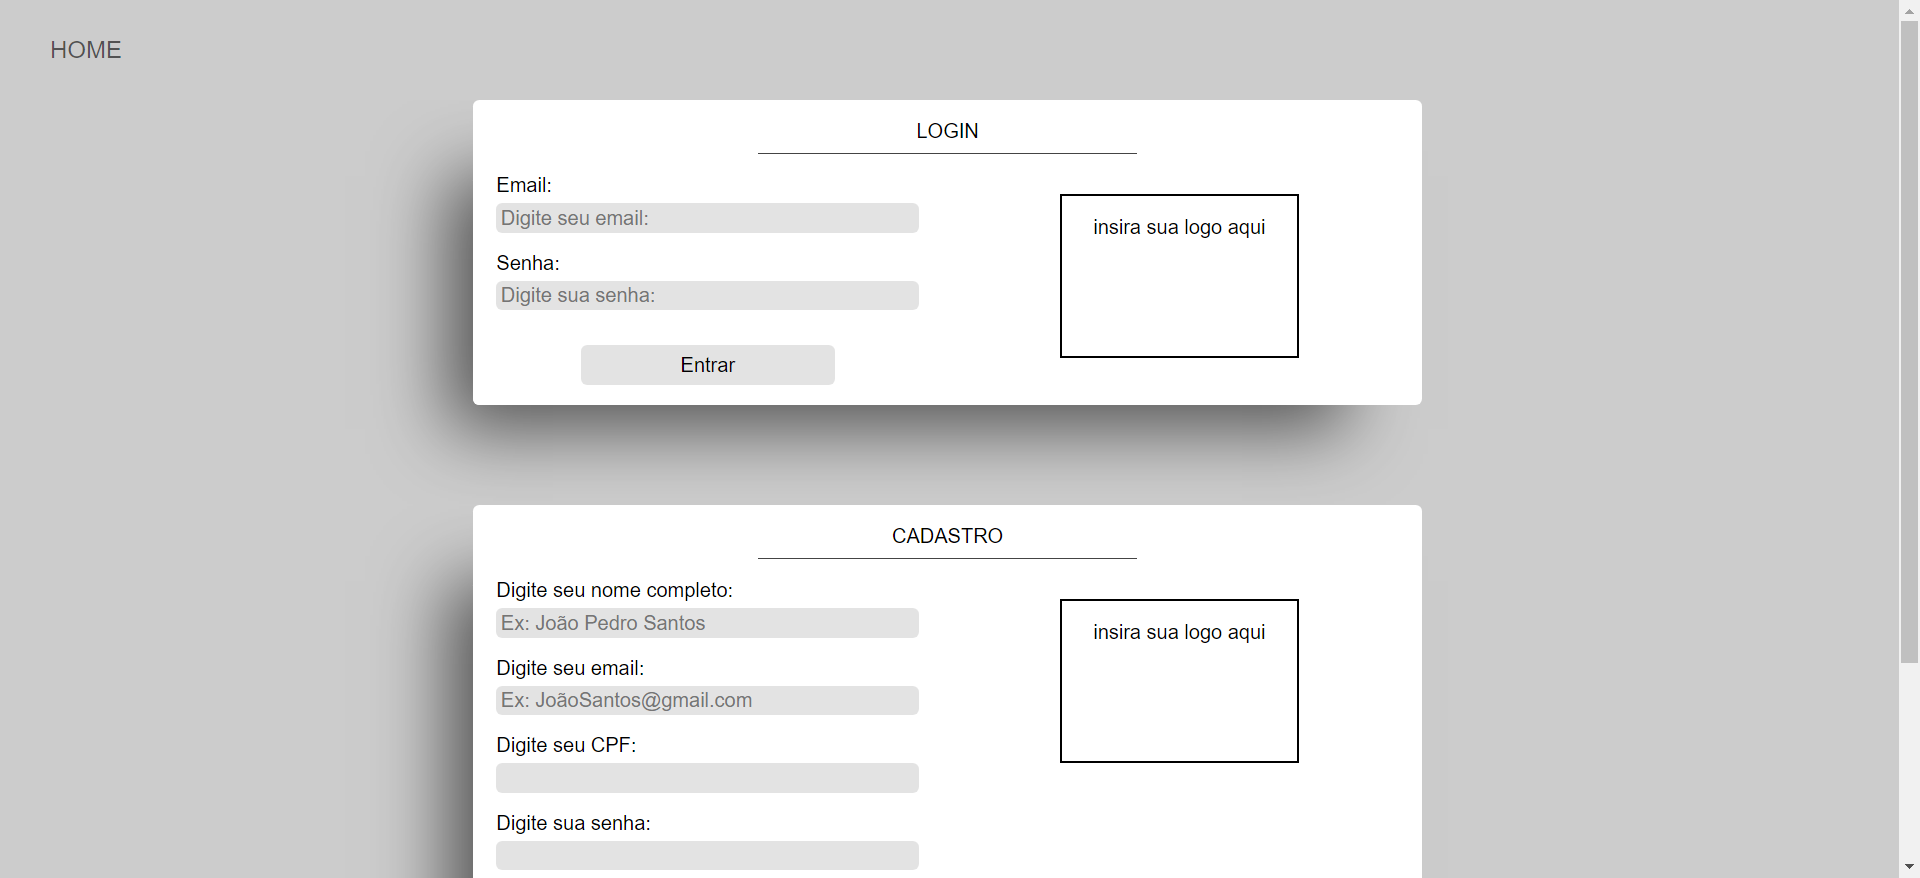 HOME
LOGIN
Email:
Digite seu email:
Senha:
Digite sua senha:
Entrar
insira sua logo aqui
CADASTRO
Digite seu nome completo:
Ex: João Pedro Santos
Digite seu email:
Ex: JoãoSantos@gmail.com
Digite seu CPF:
Digite sua senha:
insira sua logo aqui